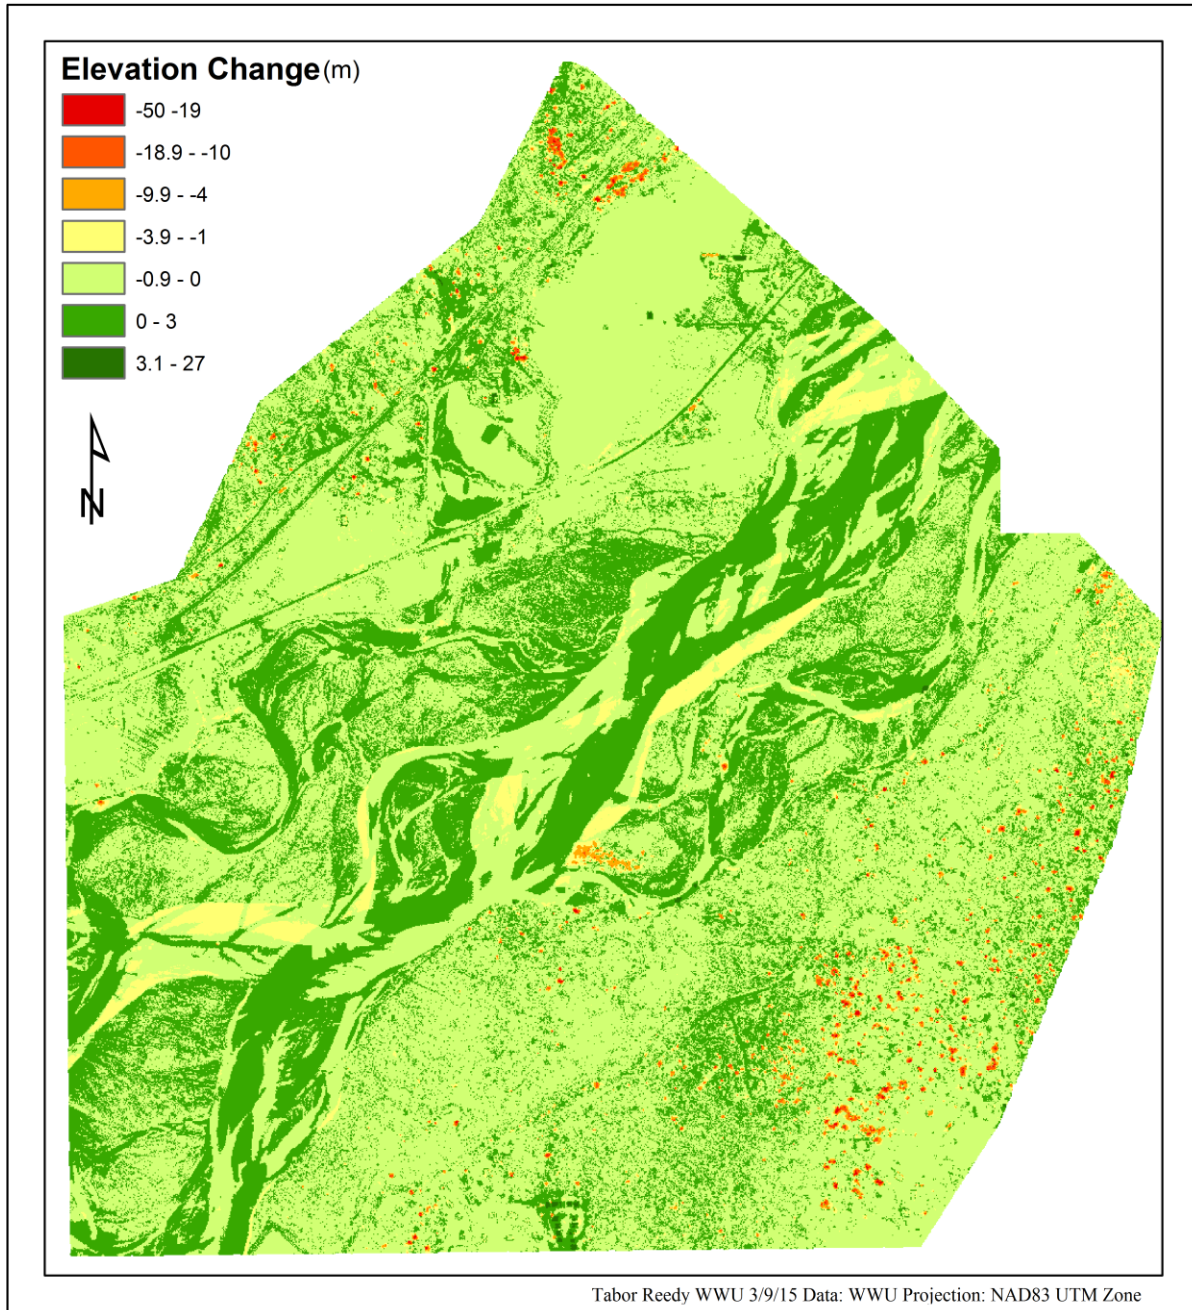 Elevation Change (m)
-50 -19
-18.9 - -10
-9.9 - -4
-3.9 - -1
-0.9 - 0
0 - 3
3.1 - 27
N
Tabor Reedy WWU 3/9/15 Data: WWU Projection: NAD83 UTM Zone